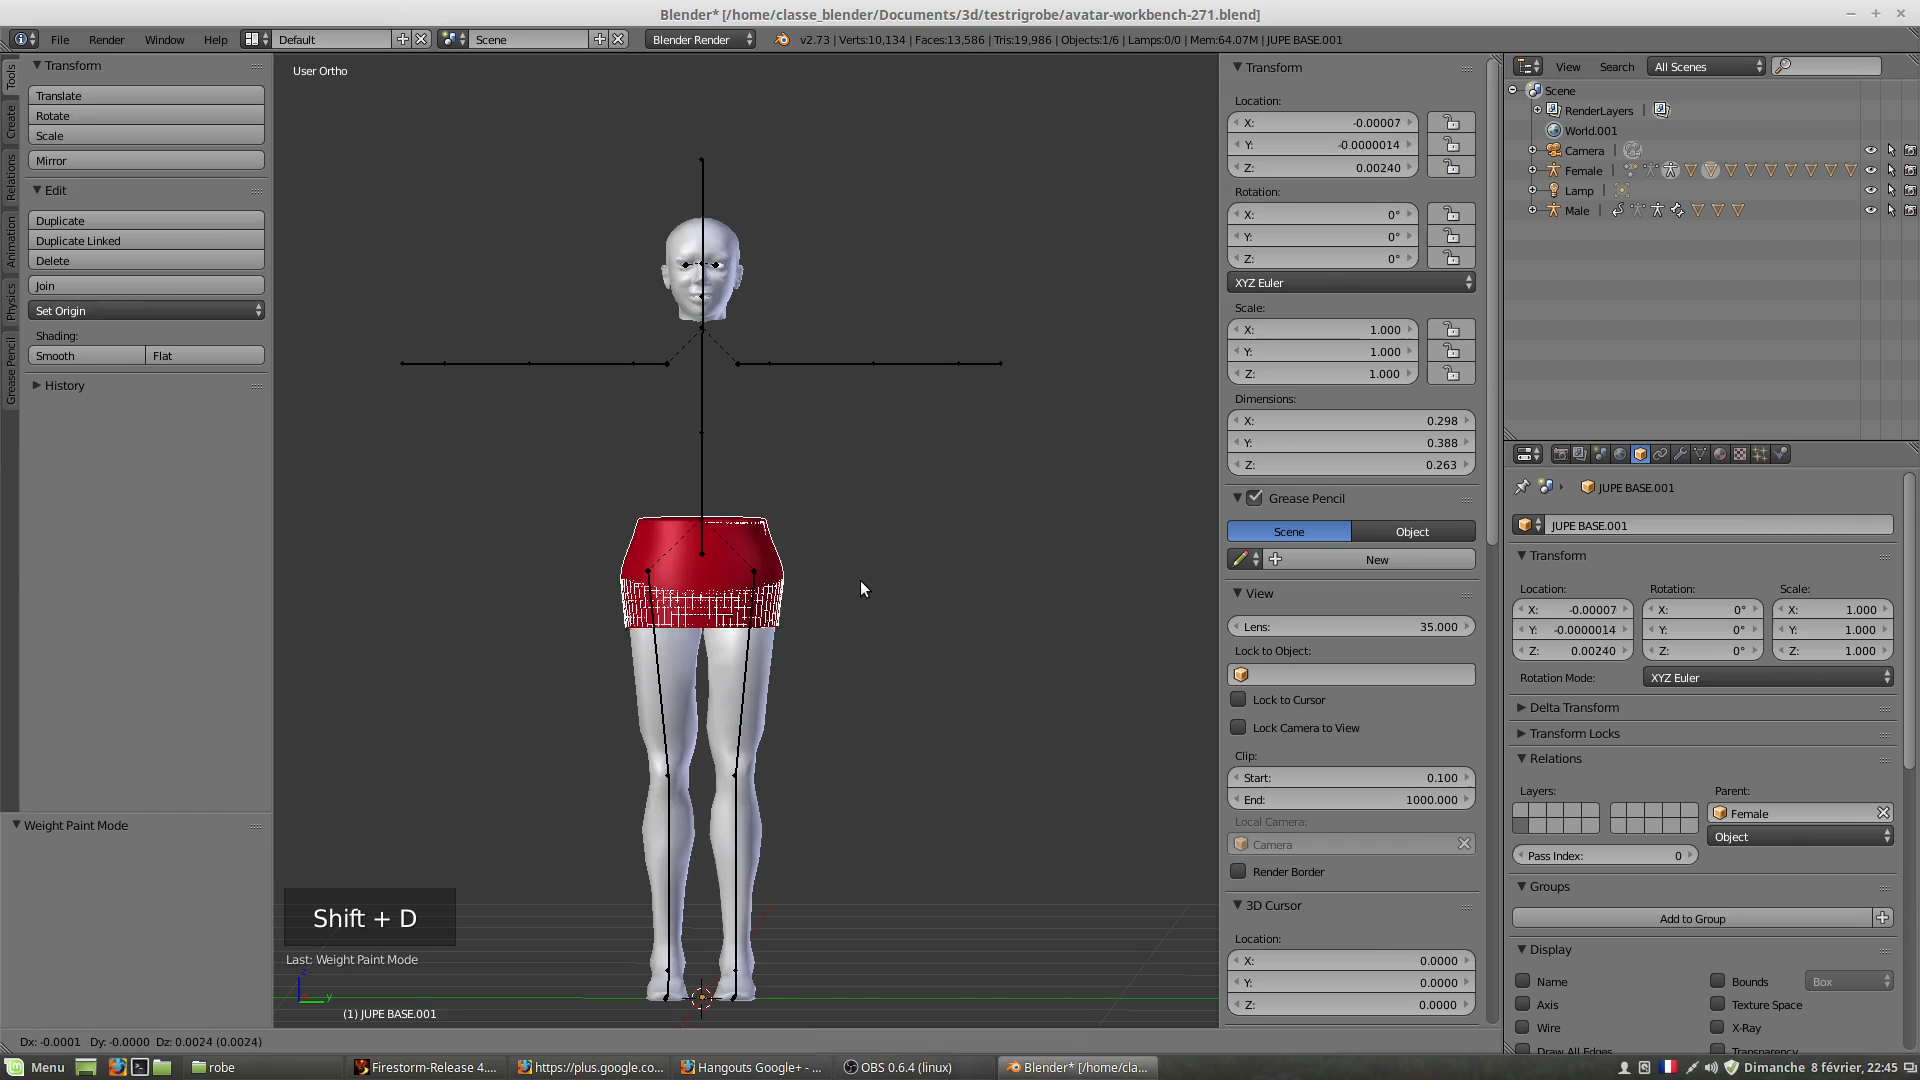 Blender* [/home/classe_blender/Documents/3d/testrigrobe/avatar-workbench-271.blend]
File Render Window Help Default Scene Blender Render v2.73 | Verts:10,134 | Faces:13,586 | Tris:19,986 | Objects:1/6 | Lamps:0/0 | Mem:64.07M | JUPE BASE.001
Tools
Create
Relations
Animation
Physics
Grease Pencil
Transform
Translate
Rotate
Scale
Mirror
Edit
Duplicate
Duplicate Linked
Delete
Join
Set Origin
Shading:
Smooth Flat
History
Weight Paint Mode
User Ortho
Shift + D
Last: Weight Paint Mode
z
y
(1) JUPE BASE.001
Dx: -0.0001 Dy: -0.0000 Dz: 0.0024 (0.0024)
Transform
Location:
X: -0.00007
Y: -0.0000014
Z: 0.00240
Rotation:
X: 0°
Y: 0°
Z: 0°
XYZ Euler
Scale:
X: 1.000
Y: 1.000
Z: 1.000
Dimensions:
X: 0.298
Y: 0.388
Z: 0.263
Grease Pencil
Scene Object
New
View
Lens: 35.000
Lock to Object:
Lock to Cursor
Lock Camera to View
Clip:
Start: 0.100
End: 1000.000
Local Camera:
Camera
Render Border
3D Cursor
Location:
X: 0.0000
Y: 0.0000
Z: 0.0000
View Search All Scenes
Scene
RenderLayers |
World.001
Camera |
Female |
Lamp |
Male |
JUPE BASE.001
JUPE BASE.001
Transform
Location: Rotation: Scale:
X: -0.00007 X: 0° X: 1.000
Y: -0.0000014 Y: 0° Y: 1.000
Z: 0.00240 Z: 0° Z: 1.000
Rotation Mode: XYZ Euler
Delta Transform
Transform Locks
Relations
Layers: Parent:
Female
Object
Pass Index: 0
Groups
Add to Group
Display
Name Bounds Box
Axis Texture Space
Wire X-Ray
Draw All Edges Transparency
Menu robe Firestorm-Release 4.... https://plus.google.co... Hangouts Google+ - ... OBS 0.6.4 (linux) Blender* [/home/cla... Dimanche 8 février, 22:45